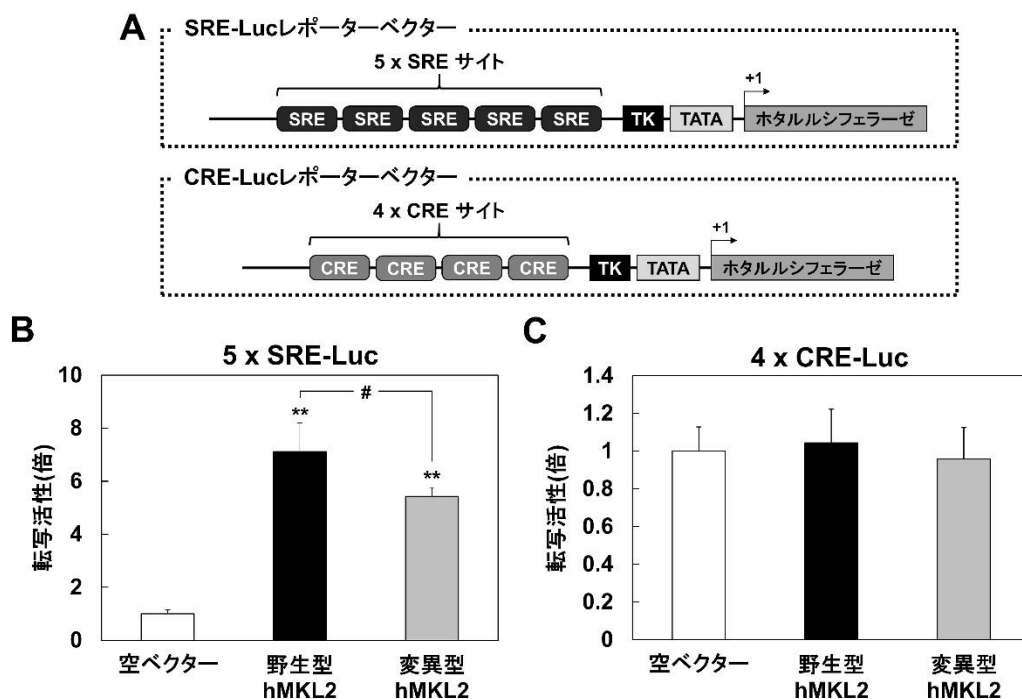 A
SRE-Lucレポーターベクター
5 x SRE サイト
SRE SRE SRE SRE SRE TK TATA +1 ホタルルシフェラーゼ
CRE-Lucレポーターベクター
4 x CRE サイト
CRE CRE CRE CRE TK TATA +1 ホタルルシフェラーゼ
B
5 x SRE-Luc
転写活性(倍)
10
8
6
4
2
0
#
**
**
空ベクター
野生型
hMKL2
変異型
hMKL2
C
4 x CRE-Luc
転写活性(倍)
1.4
1.2
1
0.8
0.6
0.4
0.2
0
空ベクター
野生型
hMKL2
変異型
hMKL2